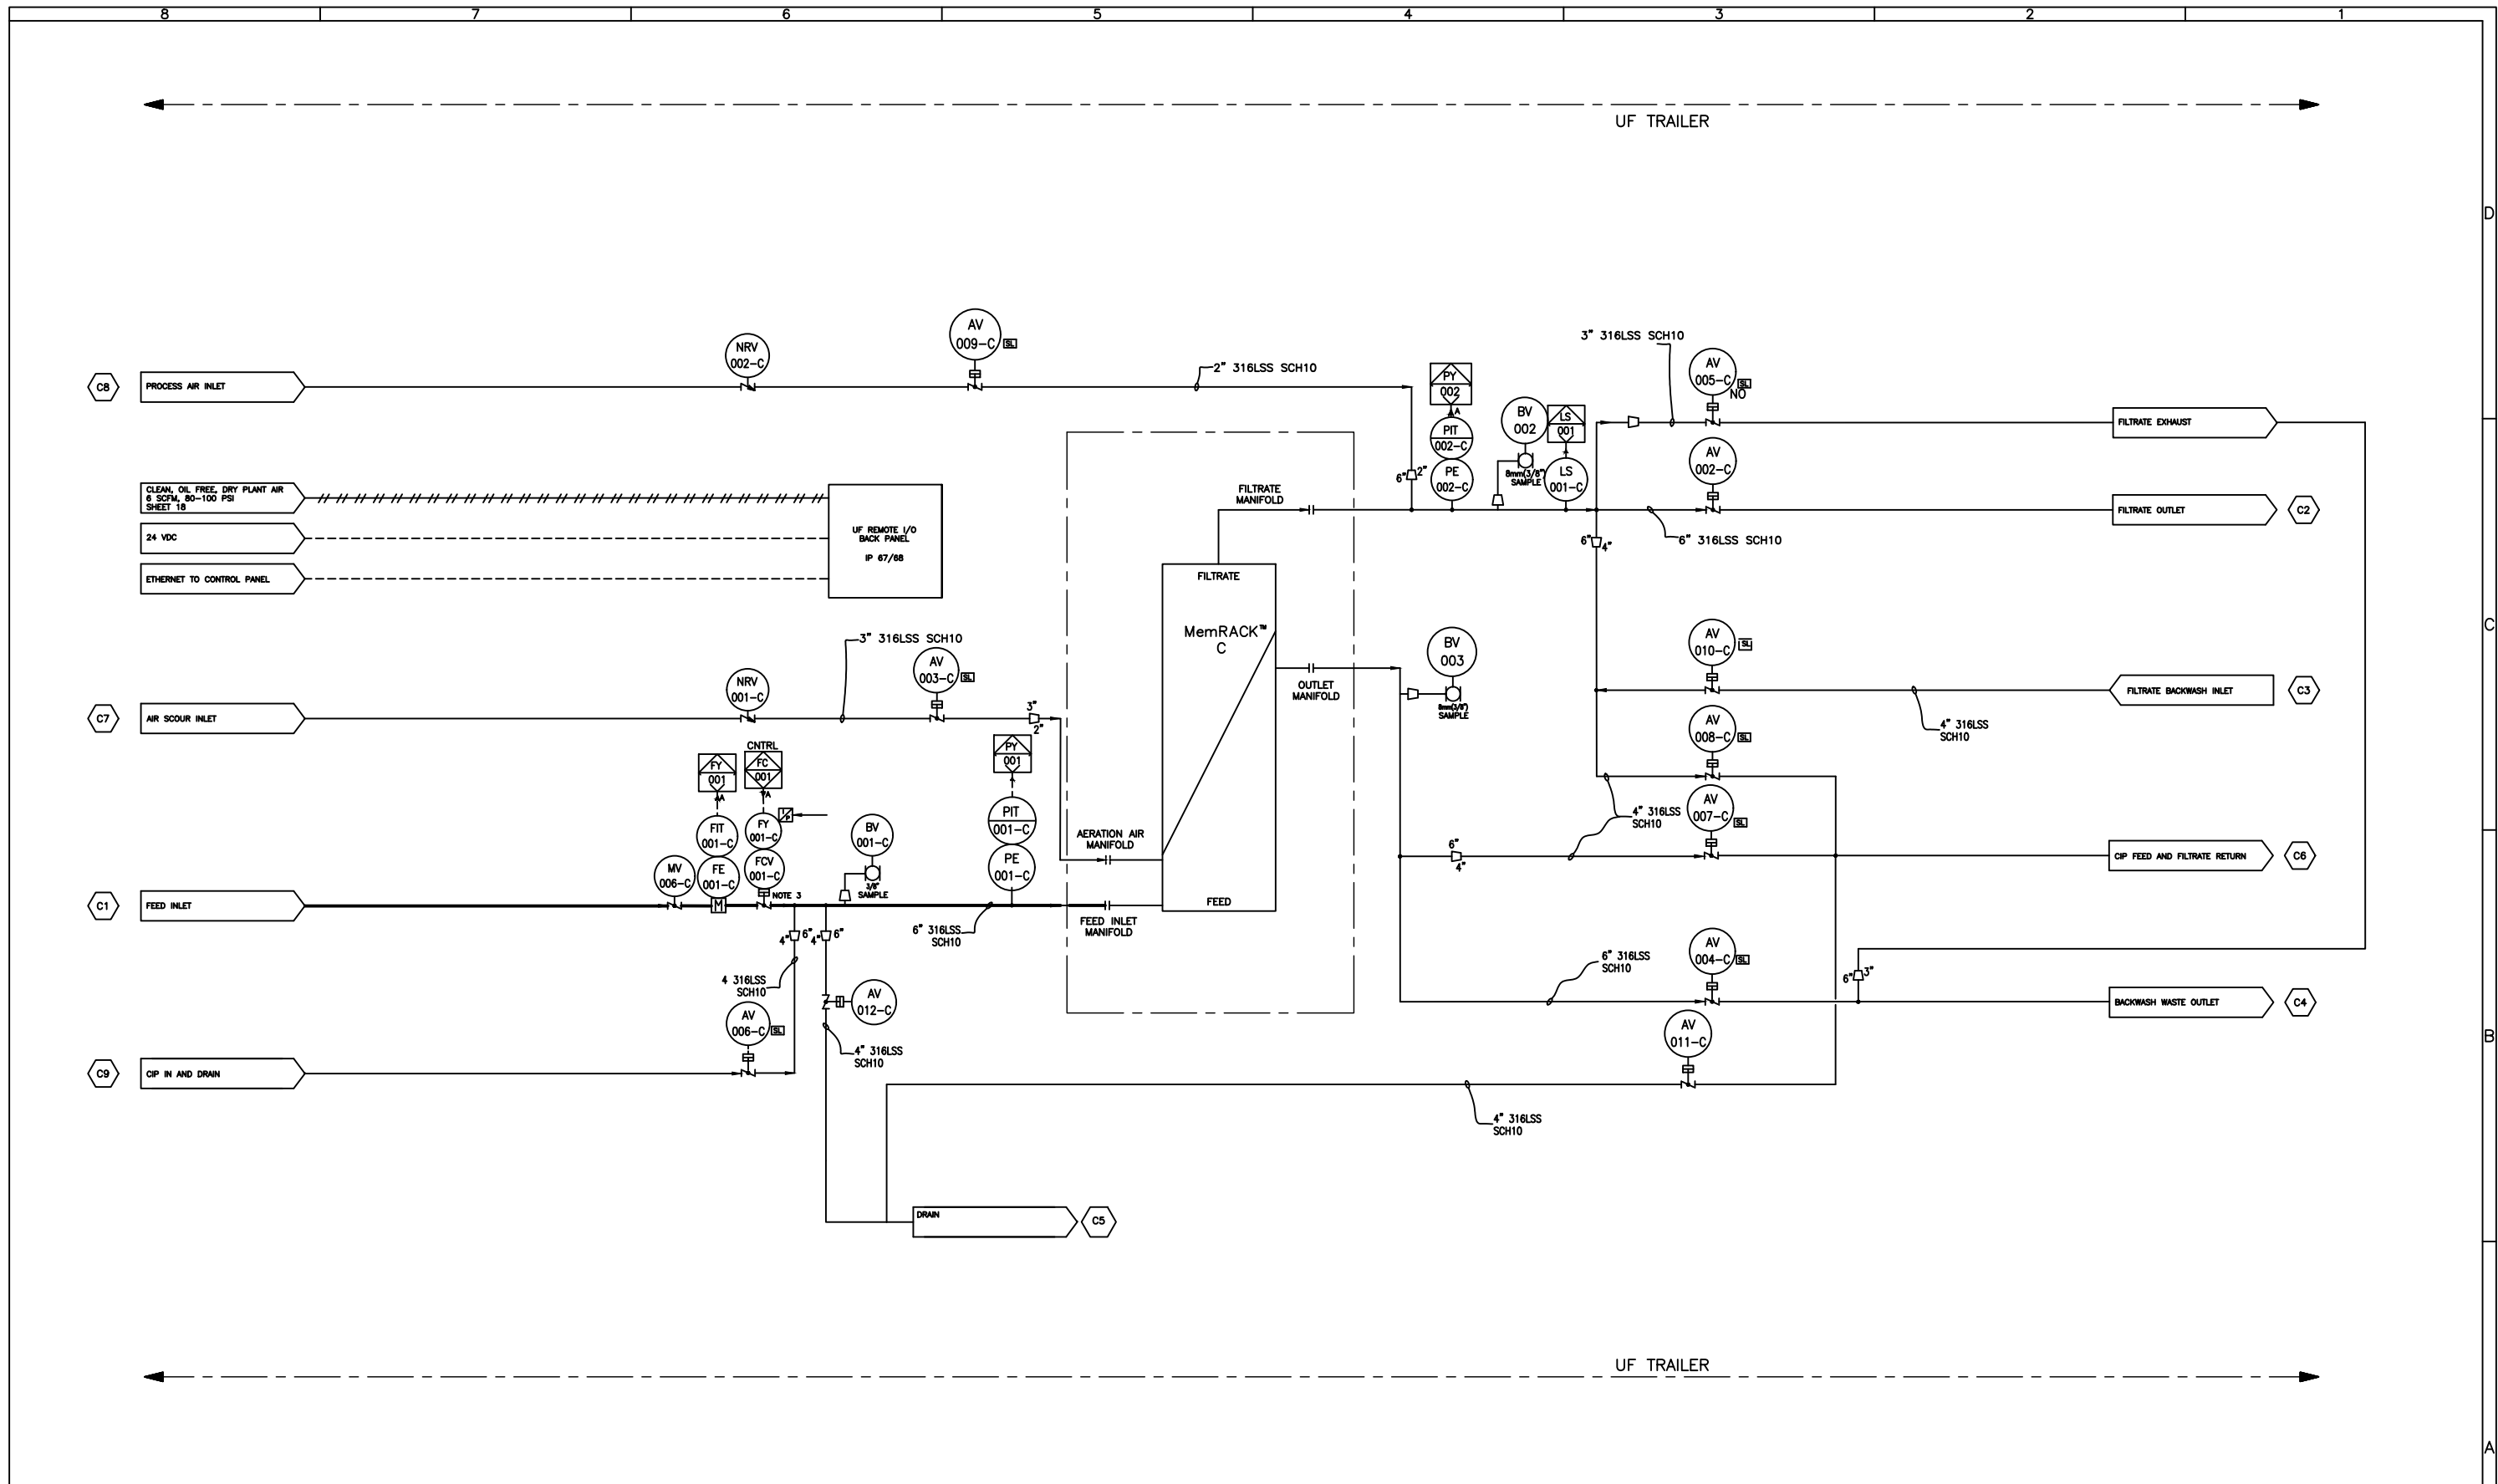 8 7 6 5 4 3 2 1
UF TRAILER
D
C
B
A
C8
PROCESS AIR INLET
NRV
002-C
AV
009-C
SL
2" 316LSS SCH10
CLEAN, OIL FREE, DRY PLANT AIR
6 SCFM, 80-100 PSI
SHEET 18
24 VDC
ETHERNET TO CONTROL PANEL
UF REMOTE I/O
BACK PANEL
IP 67/68
C7
AIR SCOUR INLET
NRV
001-C
3" 316LSS SCH10
AV
003-C
SL
3"
2"
C1
FEED INLET
MV
006-C
FY
001
A
FIT
001-C
FE
001-C
M
CNTRL
FC
001
A
FY
001-C
FCV
001-C
NOTE 3
BV
001-C
3/8"
SAMPLE
PY
001
PIT
001-C
PE
001-C
6" 316LSS
SCH10
4" 6"
4" 6"
4 316LSS
SCH10
AV
006-C
SL
AV
012-C
4" 316LSS
SCH10
C9
CIP IN AND DRAIN
DRAIN
C5
AERATION AIR
MANIFOLD
FEED INLET
MANIFOLD
FILTRATE
MANIFOLD
FILTRATE
MemRACK™
C
FEED
OUTLET
MANIFOLD
6" 2"
PY
002
A
PIT
002-C
PE
002-C
BV
002
8mm(3/8")
SAMPLE
LS
001
LS
001-C
3" 316LSS SCH10
AV
005-C
SL
NO
FILTRATE EXHAUST
AV
002-C
6" 316LSS SCH10
FILTRATE OUTLET
C2
6" 4"
BV
003
8mm(3/8")
SAMPLE
AV
010-C
SL
FILTRATE BACKWASH INLET
C3
4" 316LSS
SCH10
AV
008-C
SL
4" 316LSS
SCH10
AV
007-C
SL
6"
4"
CIP FEED AND FILTRATE RETURN
C6
6" 316LSS
SCH10
AV
004-C
SL
6" 3"
BACKWASH WASTE OUTLET
C4
AV
011-C
4" 316LSS
SCH10
UF TRAILER